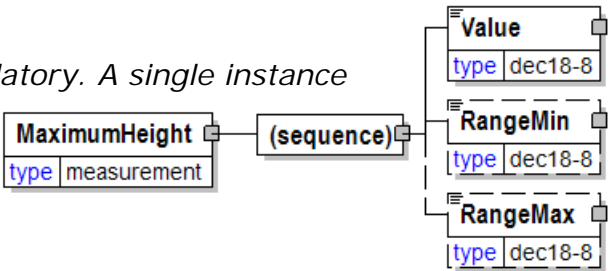 Value
type dec18-8
latory. A single instance
RangeMin
type dec18-8
MaximumHeight
type measurement
(sequence)
RangeMax
type dec18-8